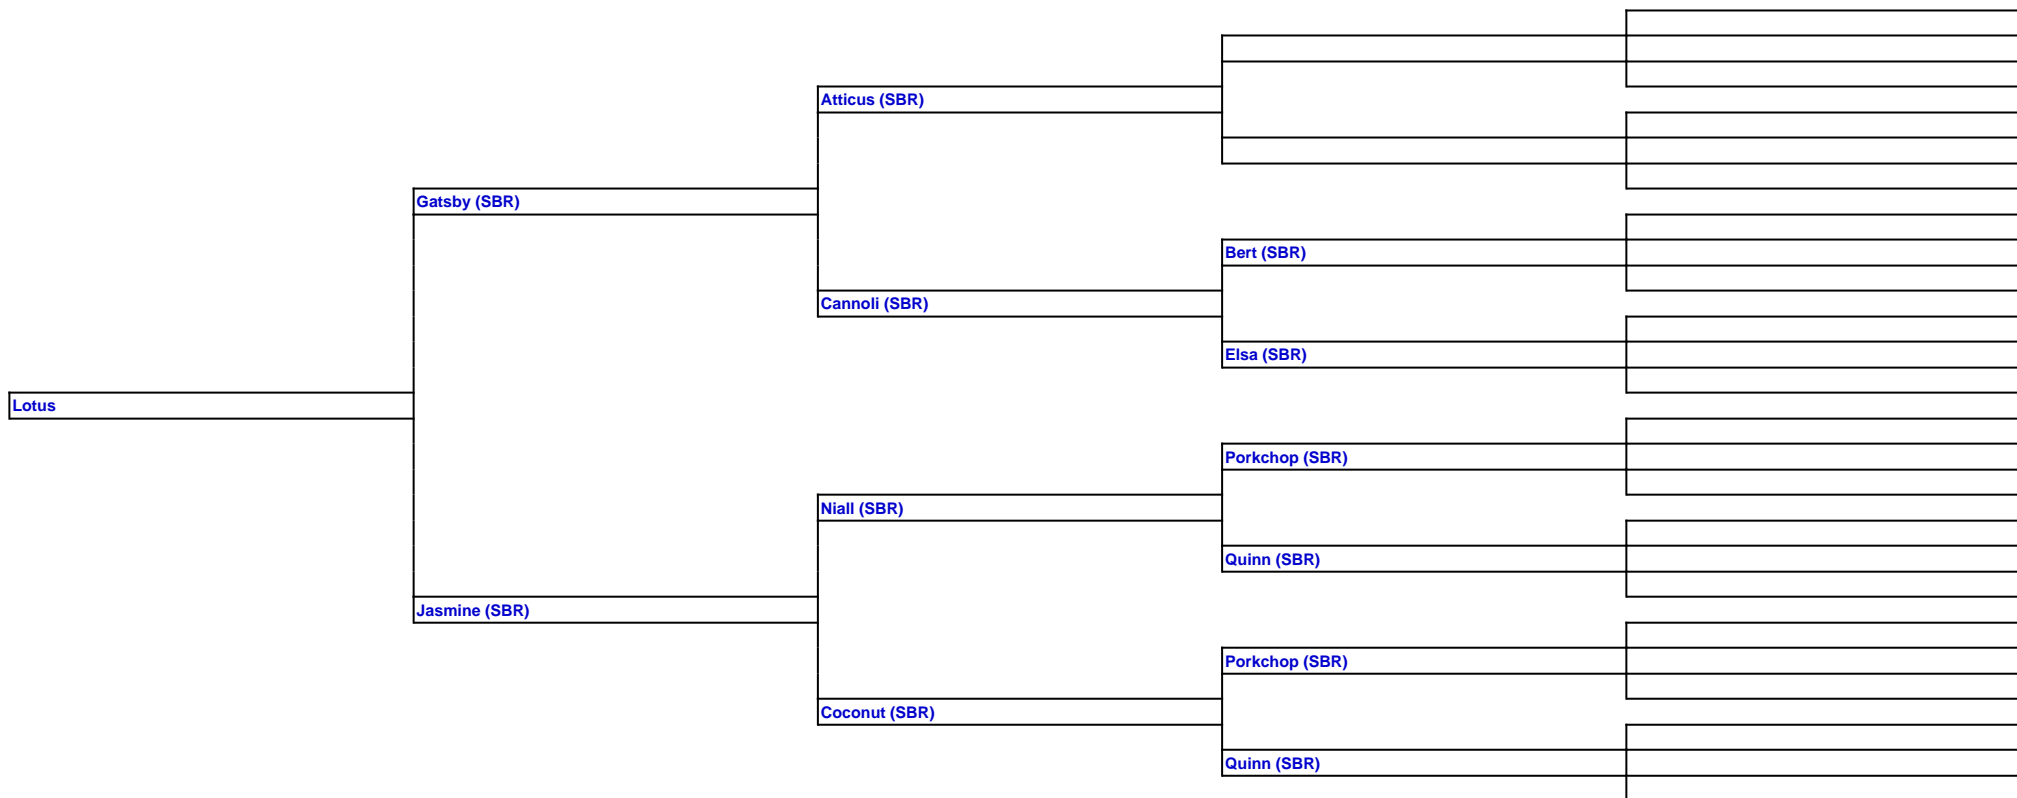 Atticus (SBR)
Gatsby (SBR)
Bert (SBR)
Cannoli (SBR)
Elsa (SBR)
Lotus
Porkchop (SBR)
Niall (SBR)
Quinn (SBR)
Jasmine (SBR)
Porkchop (SBR)
Coconut (SBR)
Quinn (SBR)